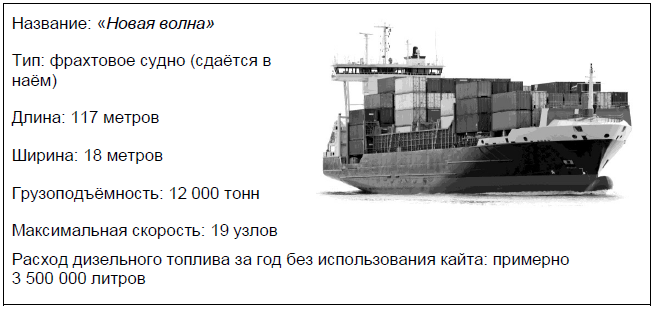 Название: «Новая волна»
Тип: фрахтовое судно (сдаётся в
наём)
Длина: 117 метров
Ширина: 18 метров
Грузоподъёмность: 12 000 тонн
Максимальная скорость: 19 узлов
Расход дизельного топлива за год без использования кайта: примерно
3 500 000 литров